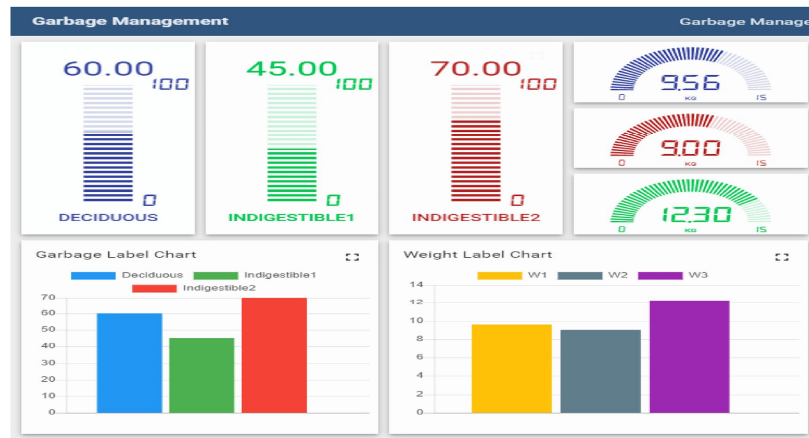 Garbage Management
Garbage Manage
60.00
100
0
DECIDUOUS
45.00
100
0
INDIGESTIBLE1
70.00
100
0
INDIGESTIBLE2
9.56
0 KG 15
9.00
0 KG 15
12.30
0 KG 15
Garbage Label Chart
Deciduous Indigestible1
Indigestible2
70
60
50
40
30
20
10
0
Weight Label Chart
W1 W2 W3
14
12
10
8
6
4
2
0